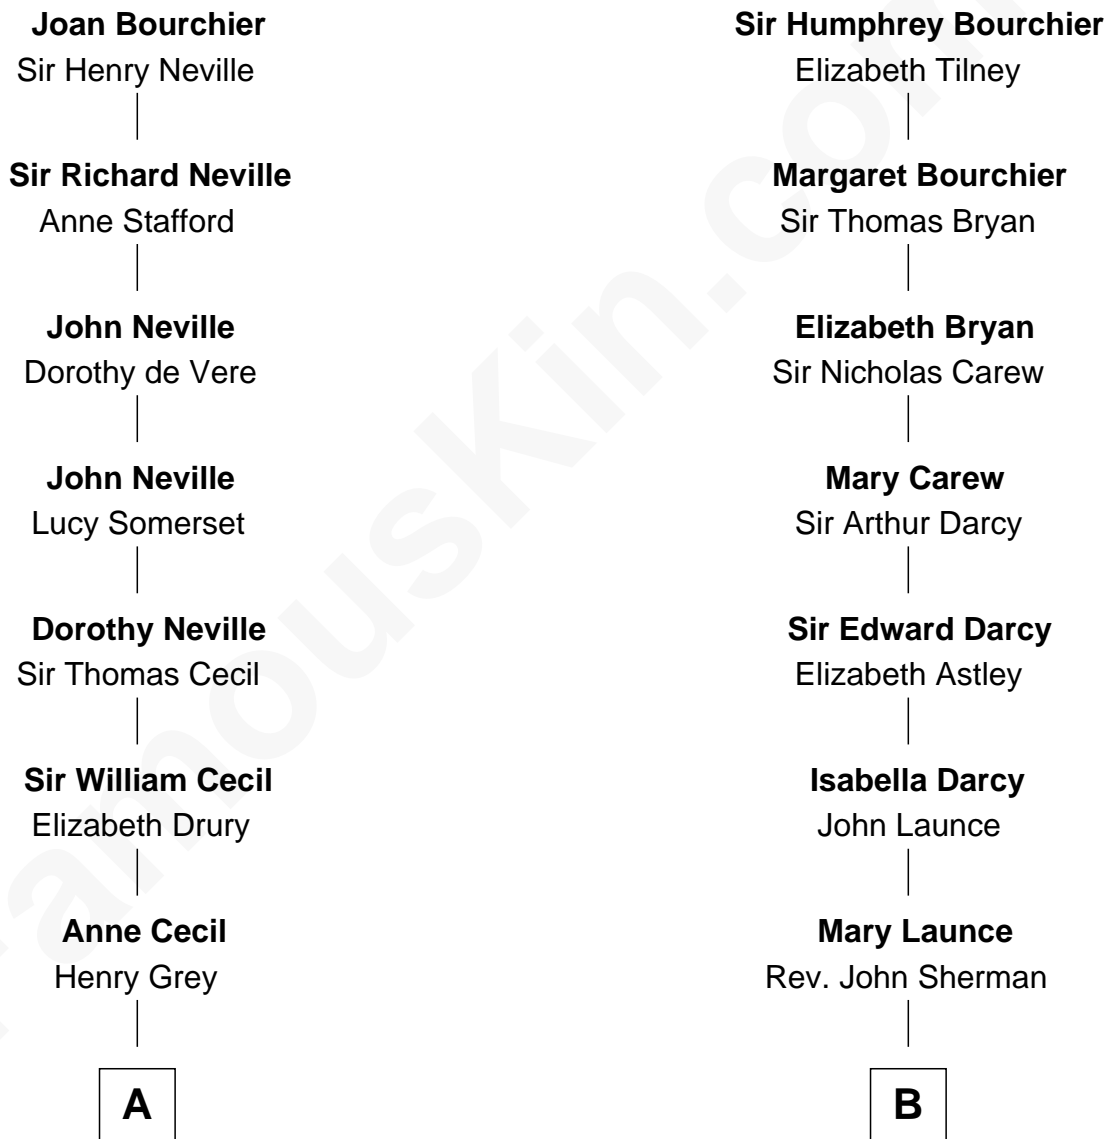 Joan Bourchier
Sir Henry Neville
Sir Richard Neville
Anne Stafford
John Neville
Dorothy de Vere
John Neville
Lucy Somerset
Dorothy Neville
Sir Thomas Cecil
Sir William Cecil
Elizabeth Drury
Anne Cecil
Henry Grey
A
Sir Humphrey Bourchier
Elizabeth Tilney
Margaret Bourchier
Sir Thomas Bryan
Elizabeth Bryan
Sir Nicholas Carew
Mary Carew
Sir Arthur Darcy
Sir Edward Darcy
Elizabeth Astley
Isabella Darcy
John Launce
Mary Launce
Rev. John Sherman
B
FamousKin.com